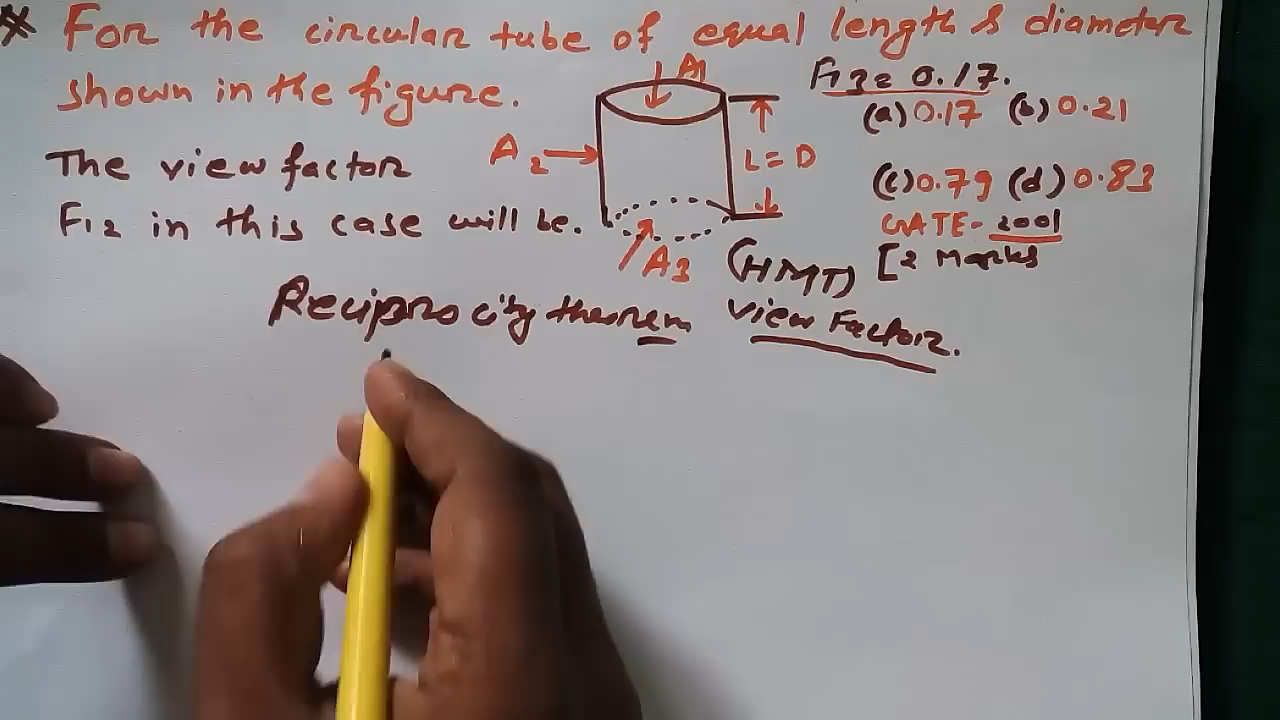 * For the circular tube of equal length & diameter
shown in the figure.
A1
F13 = 0.17.
(a) 0.17 (b) 0.21
The view factor
A2
L = D
(c) 0.79 (d) 0.83
F12 in this case will be.
GATE- 2001
A3
(HMT) [2 Marks
Reciprocity theorem view Factor.